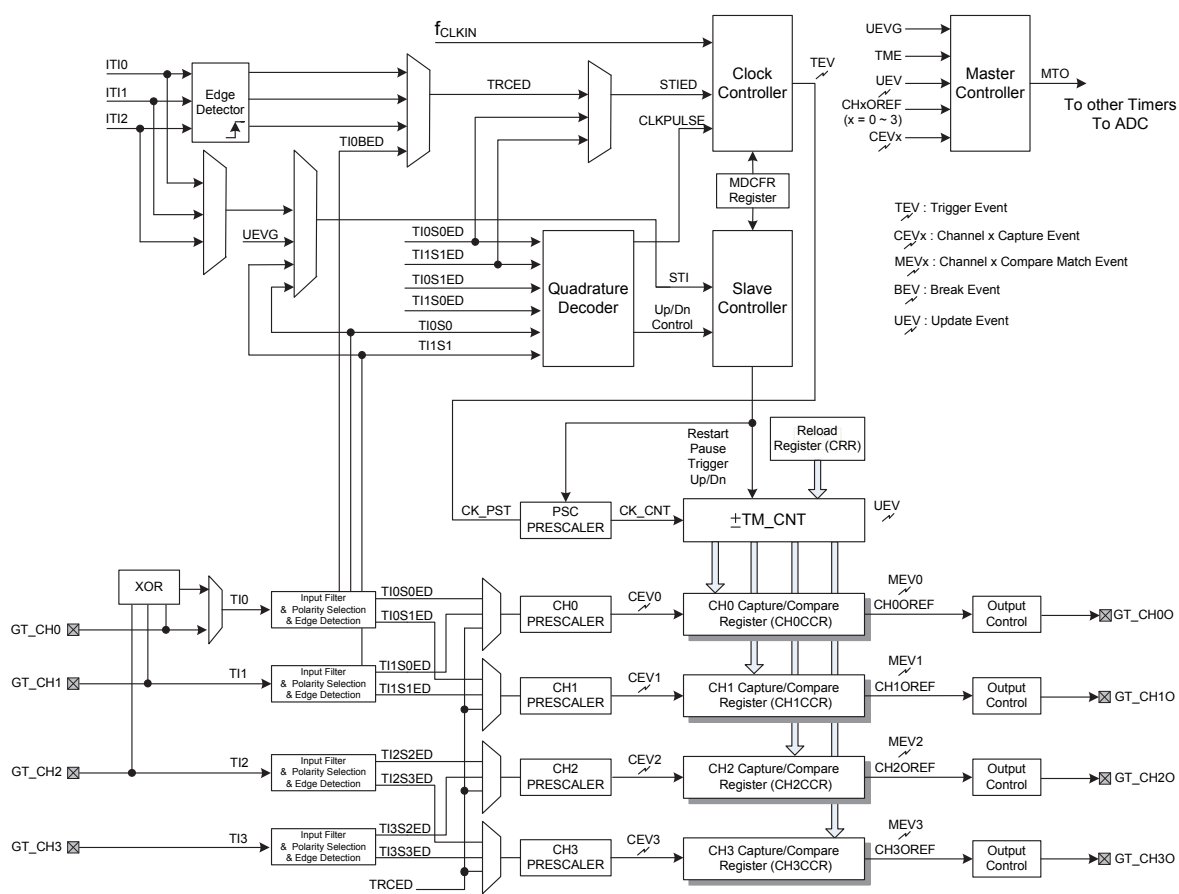 fCLKIN
ITI0
ITI1
ITI2
Edge
Detector
TRCED
STIED
TI0BED
CLKPULSE
Clock
Controller
TEV
UEVG
TME
UEV
CHxOREF
(x = 0 ~ 3)
CEVx
Master
Controller
MTO
To other Timers
To ADC
MDCFR
Register
TEV : Trigger Event
CEVx : Channel x Capture Event
MEVx : Channel x Compare Match Event
BEV : Break Event
UEV : Update Event
UEVG
TI0S0ED
TI1S1ED
TI0S1ED
TI1S0ED
TI0S0
TI1S1
Quadrature
Decoder
STI
Up/Dn
Control
Slave
Controller
Restart
Pause
Trigger
Up/Dn
Reload
Register (CRR)
CK_PST
PSC
PRESCALER
CK_CNT
±TM_CNT
UEV
XOR
TI0
GT_CH0
Input Filter
& Polarity Selection
& Edge Detection
TI0S0ED
TI0S1ED
CH0
PRESCALER
CEV0
CH0 Capture/Compare
Register (CH0CCR)
MEV0
CH0OREF
Output
Control
GT_CH0O
GT_CH1
TI1
Input Filter
& Polarity Selection
& Edge Detection
TI1S0ED
TI1S1ED
CH1
PRESCALER
CEV1
CH1 Capture/Compare
Register (CH1CCR)
MEV1
CH1OREF
Output
Control
GT_CH1O
GT_CH2
TI2
Input Filter
& Polarity Selection
& Edge Detection
TI2S2ED
TI2S3ED
CH2
PRESCALER
CEV2
CH2 Capture/Compare
Register (CH2CCR)
MEV2
CH2OREF
Output
Control
GT_CH2O
GT_CH3
TI3
Input Filter
& Polarity Selection
& Edge Detection
TI3S2ED
TI3S3ED
TRCED
CH3
PRESCALER
CEV3
CH3 Capture/Compare
Register (CH3CCR)
MEV3
CH3OREF
Output
Control
GT_CH3O